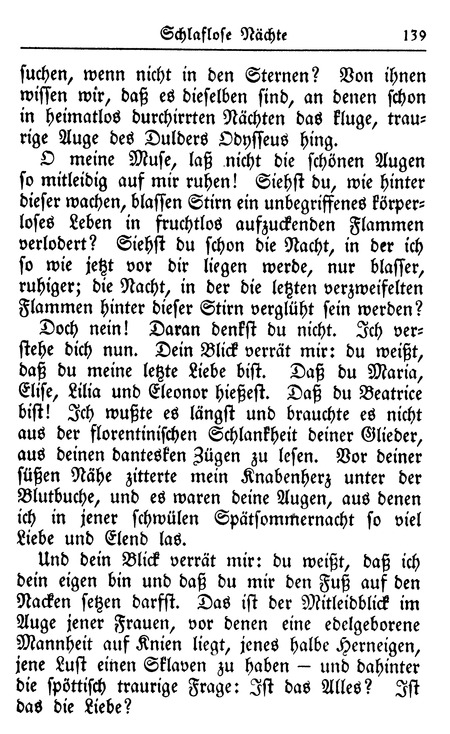 Schlaflose Nächte 139
suchen, wenn nicht in den Sternen? Von ihnen
wissen wir, daß es dieselben sind, an denen schon
in heimatlos durchirrten Nächten das kluge, trau-
rige Auge des Dulders Odysseus hing.
O meine Muse, laß nicht die schönen Augen
so mitleidig auf mir ruhen! Siehst du, wie hinter
dieser wachen, blassen Stirn ein unbegriffenes körper-
loses Leben in fruchtlos aufzuckenden Flammen
verlodert? Siehst du schon die Nacht, in der ich
so wie jetzt vor dir liegen werde, nur blasser,
ruhiger; die Nacht, in der die letzten verzweifelten
Flammen hinter dieser Stirn verglüht sein werden?
Doch nein! Daran denkst du nicht. Ich ver-
stehe dich nun. Dein Blick verrät mir: du weißt,
daß du meine letzte Liebe bist. Daß du Maria,
Elise, Lilia und Eleonor hießest. Daß du Beatrice
bist! Ich wußte es längst und brauchte es nicht
aus der florentinischen Schlankheit deiner Glieder,
aus deinen dantesken Zügen zu lesen. Vor deiner
süßen Nähe zitterte mein Knabenherz unter der
Blutbuche, und es waren deine Augen, aus denen
ich in jener schwülen Spätsommernacht so viel
Liebe und Elend las.
Und dein Blick verrät mir: du weißt, daß ich
dein eigen bin und daß du mir den Fuß auf den
Nacken setzen darfst. Das ist der Mitleidblick im
Auge jener Frauen, vor denen eine edelgeborene
Mannheit auf Knien liegt, jenes halbe Herneigen,
jene Lust einen Sklaven zu haben — und dahinter
die spöttisch traurige Frage: Ist das Alles? Ist
das die Liebe?